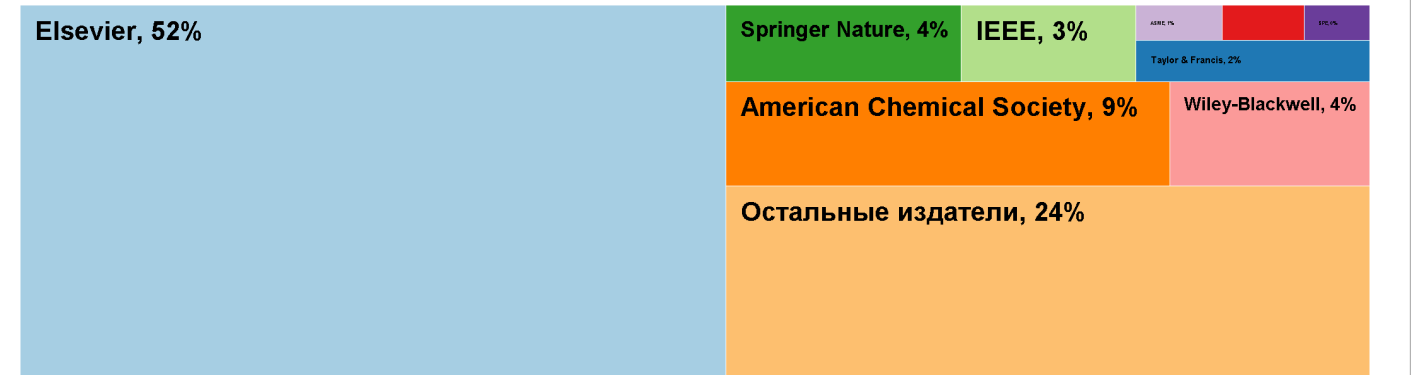 Elsevier, 52%
Springer Nature, 4%
IEEE, 3%
ASME, 1%
Taylor & Francis, 2%
American Chemical Society, 9%
Wiley-Blackwell, 4%
Остальные издатели, 24%